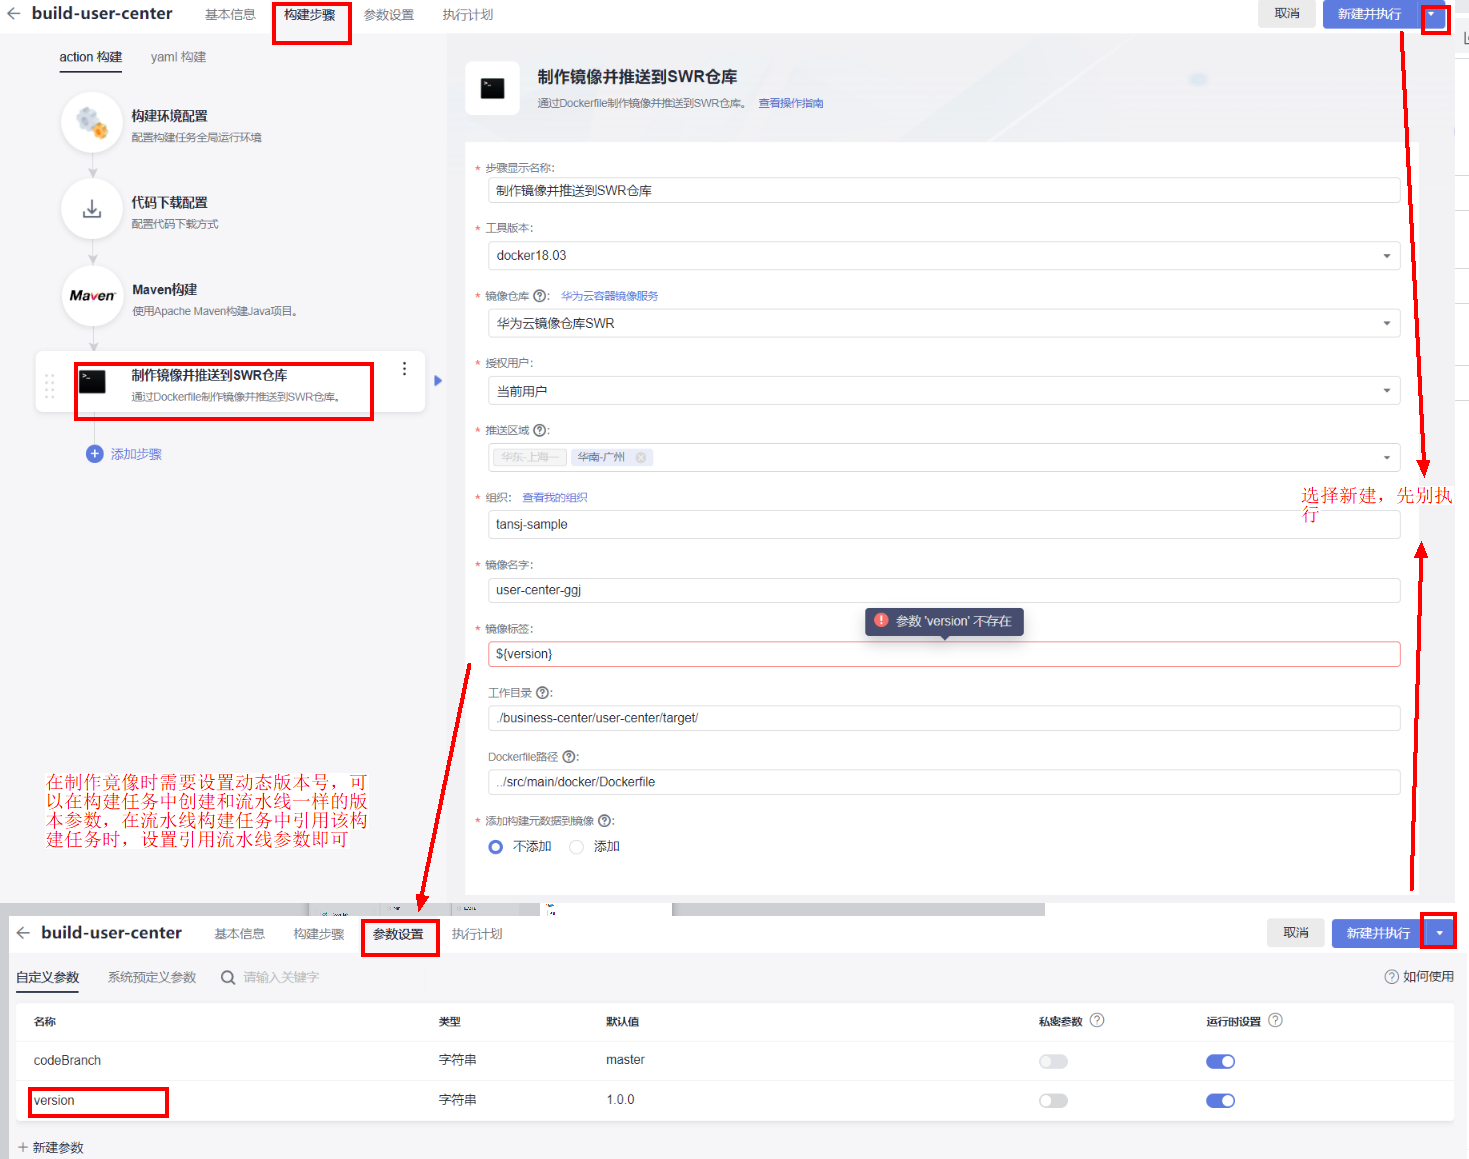 build-user-center
基本信息
构建步骤
参数设置
执行计划
取消
新建并执行
action 构建
yaml 构建
构建环境配置
配置构建任务全局运行环境
代码下载配置
配置代码下载方式
Maven
Maven构建
使用Apache Maven构建Java项目。
制作镜像并推送到SWR仓库
通过Dockerfile制作镜像并推送到SWR仓库。
添加步骤
制作镜像并推送到SWR仓库
通过Dockerfile制作镜像并推送到SWR仓库。 查看操作指南
* 步骤显示名称:
制作镜像并推送到SWR仓库
* 工具版本:
docker18.03
* 镜像仓库 ?: 华为云容器镜像服务
华为云镜像仓库SWR
* 授权用户:
当前用户
* 推送区域 ?:
华东-上海一 华南-广州
* 组织: 查看我的组织
tansj-sample
选择新建，先别执
行
* 镜像名字:
user-center-ggj
参数 'version' 不存在
* 镜像标签:
${version}
工作目录 ?:
./business-center/user-center/target/
Dockerfile路径 ?:
../src/main/docker/Dockerfile
* 添加构建元数据到镜像 ?:
不添加 添加
在制作竟像时需要设置动态版本号，可
以在构建任务中创建和流水线一样的版
本参数，在流水线构建任务中引用该构
建任务时，设置引用流水线参数即可
build-user-center
基本信息
构建步骤
参数设置
执行计划
取消
新建并执行
自定义参数
系统预定义参数
请输入关键字
? 如何使用
名称 类型 默认值 私密参数 ? 运行时设置 ?
codeBranch 字符串 master
version 字符串 1.0.0
+ 新建参数